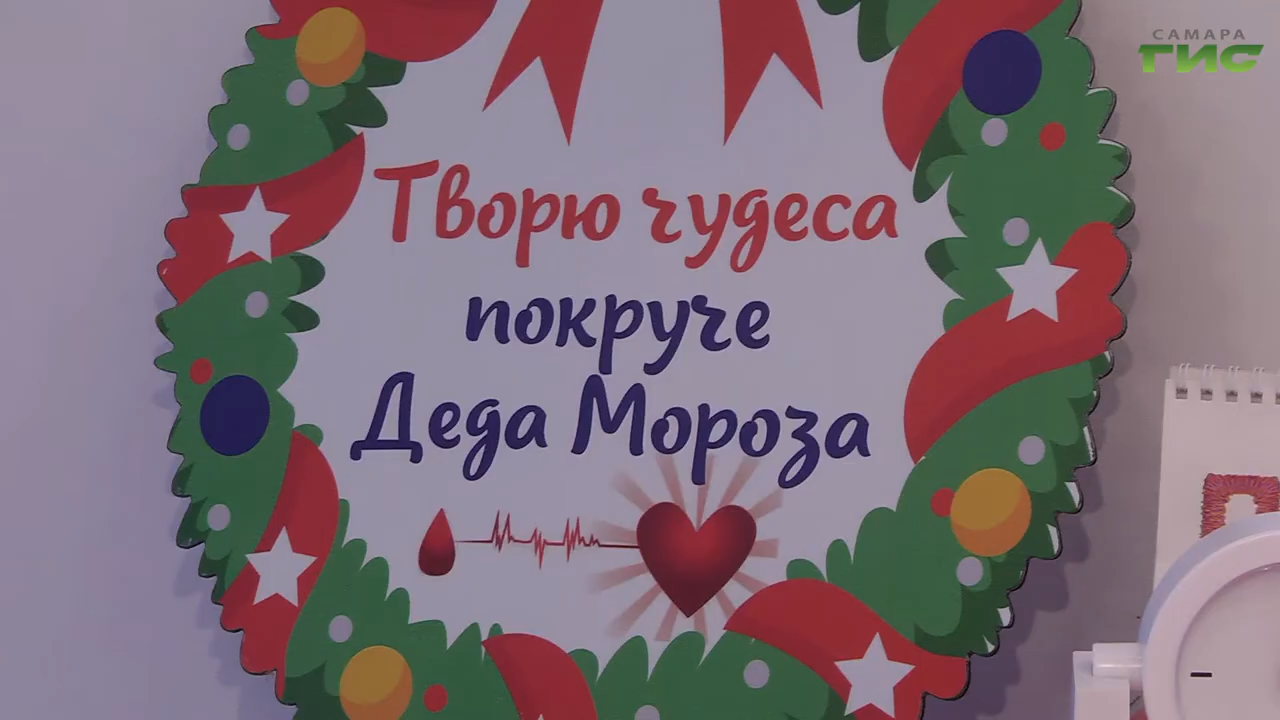 САМАРА
ГИС
Творю чудеса
покруче
Деда Мороза